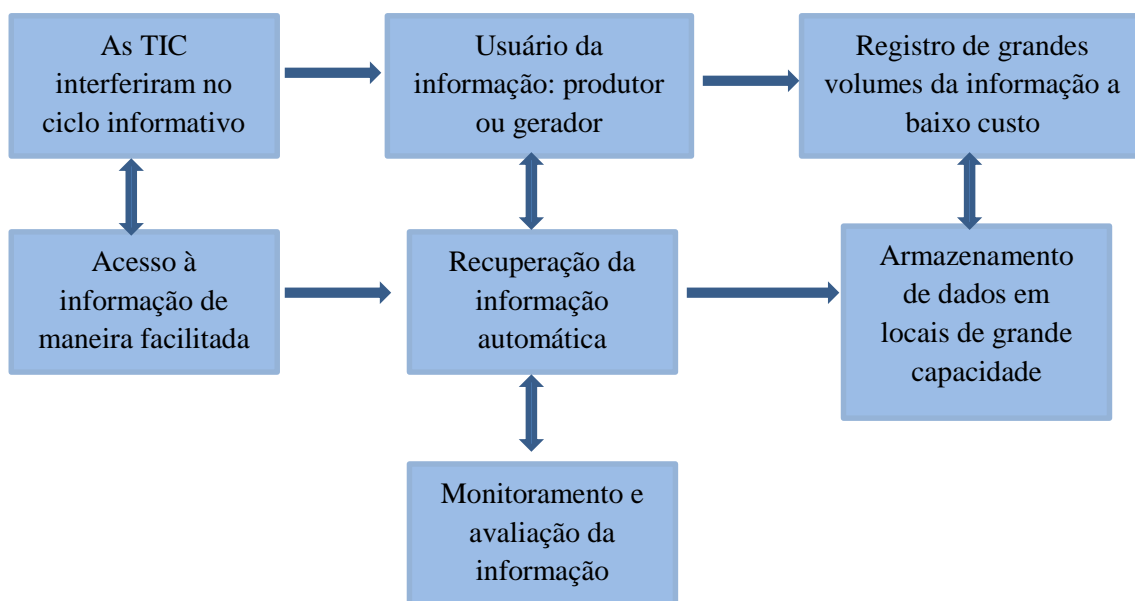 As TIC
interferiram no
ciclo informativo
Usuário da
informação: produtor
ou gerador
Registro de grandes
volumes da informação a
baixo custo
Acesso à
informação de
maneira facilitada
Recuperação da
informação
automática
Armazenamento
de dados em
locais de grande
capacidade
Monitoramento e
avaliação da
informação